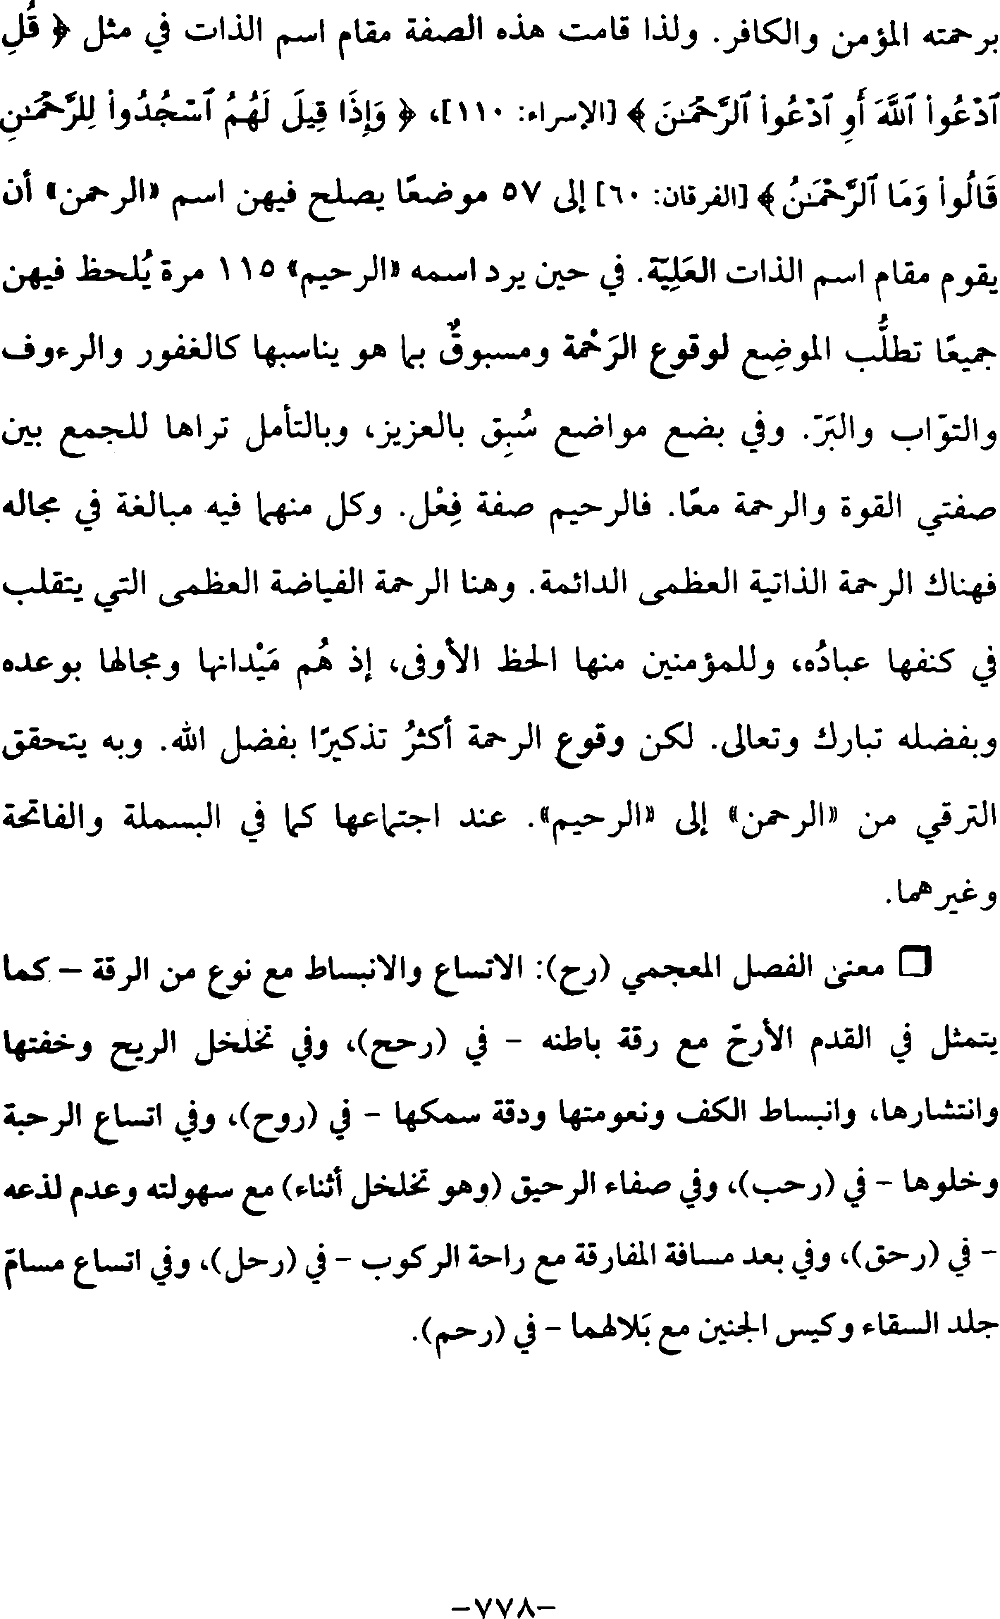 برحمته المؤمن والكافر. ولذا قامت هذه الصفة مقام اسم الذات في مثل ﴿ قُلِ
ٱدْعُوا۟ ٱللَّهَ أَوِ ٱدْعُوا۟ ٱلرَّحْمَـٰنَ ﴾ [الإسراء: ١١٠]، ﴿ وَإِذَا قِيلَ لَهُمُ ٱسْجُدُوا۟ لِلرَّحْمَـٰنِ
قَالُوا۟ وَمَا ٱلرَّحْمَـٰنُ ﴾ [الفرقان: ٦٠] إلى ٥٧ موضعًا يصلح فيهن اسم «الرحمن» أن
يقوم مقام اسم الذات العَلِيّة. في حين يرد اسمه «الرحيم» ١١٥ مرة يُلحظ فيهن
جميعًا تطلُّب الموضِع لوقوع الرَحْمة ومسبوقٌ بما هو يناسبها كالغفور والرءوف
والتوّاب والبَرّ. وفي بضع مواضع سُبِق بالعزيز، وبالتأمل تراها للجمع بين
صفتي القوة والرحمة معًا. فالرحيم صفة فِعْل. وكل منهما فيه مبالغة في مجاله
فهناك الرحمة الذاتية العظمى الدائمة. وهنا الرحمة الفياضة العظمى التي يتقلب
في كنفها عبادُه، وللمؤمنين منها الحظ الأوفى، إذ هُم مَيْدانها ومجالها بوعده
وبفضله تبارك وتعالى. لكن وقوع الرحمة أكثرُ تذكيرًا بفضل الله. وبه يتحقق
الترقي من «الرحمن» إلى «الرحيم». عند اجتماعها كما في البسملة والفاتحة
وغيرهما.
❑ معنى الفصل المعجمي (رح): الاتساع والانبساط مع نوع من الرقة – كما
يتمثل في القدم الأرحّ مع رقة باطنه - في (رحح)، وفي تخلخل الريح وخفتها
وانتشارها، وانبساط الكف ونعومتها ودقة سمكها - في (روح)، وفي اتساع الرحبة
وخلوها - في (رحب)، وفي صفاء الرحيق (وهو تخلخل أثناء) مع سهولته وعدم لذعه
- في (رحق)، وفي بعد مسافة المفارقة مع راحة الركوب - في (رحل)، وفي اتساع مسامّ
جلد السقاء وكيس الجنين مع بَلالهما - في (رحم).
–٧٧٨–